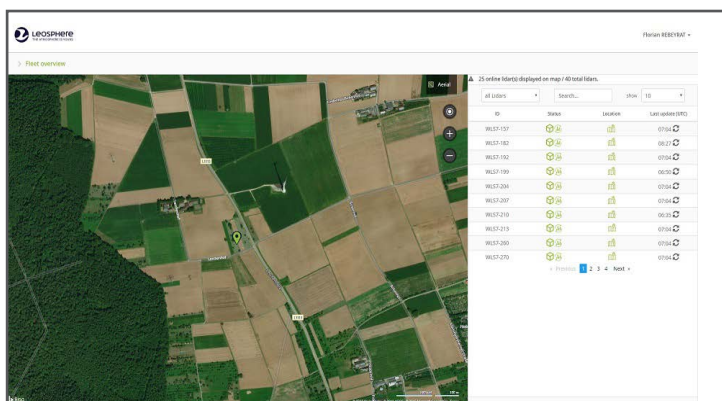 LEOSPHERE
Florian REBEYRAT
> Fleet overview
Aerial
25 online lidar(s) displayed on map / 40 total lidars.
All Lidars
Search...
show
10
ID Status Location Last update (UTC)
WLS7-157 07:04
WLS7-182 08:27
WLS7-192 07:04
WLS7-199 06:50
WLS7-204 07:04
WLS7-207 07:04
WLS7-210 06:35
WLS7-213 07:04
WLS7-260 07:04
WLS7-270 07:04
« Previous 1 2 3 4 Next »